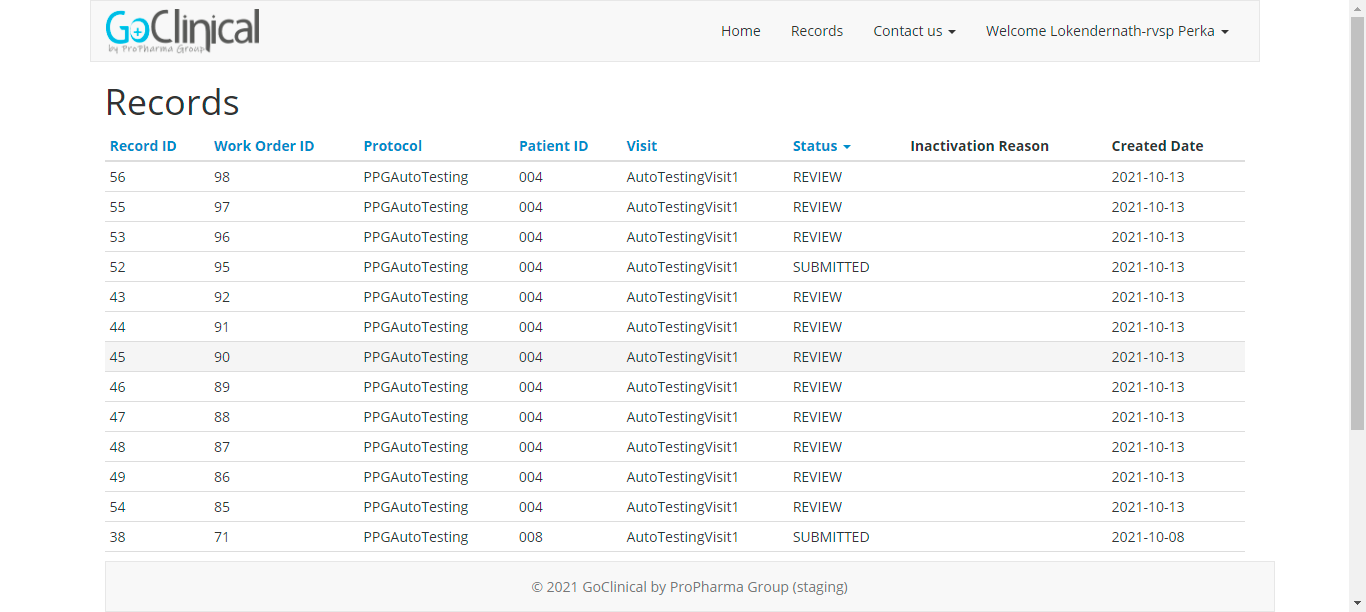 GoClinical
by ProPharma Group
Home Records Contact us Welcome Lokendernath-rvsp Perka
Records
Record ID Work Order ID Protocol Patient ID Visit Status Inactivation Reason Created Date
56 98 PPGAutoTesting 004 AutoTestingVisit1 REVIEW 2021-10-13
55 97 PPGAutoTesting 004 AutoTestingVisit1 REVIEW 2021-10-13
53 96 PPGAutoTesting 004 AutoTestingVisit1 REVIEW 2021-10-13
52 95 PPGAutoTesting 004 AutoTestingVisit1 SUBMITTED 2021-10-13
43 92 PPGAutoTesting 004 AutoTestingVisit1 REVIEW 2021-10-13
44 91 PPGAutoTesting 004 AutoTestingVisit1 REVIEW 2021-10-13
45 90 PPGAutoTesting 004 AutoTestingVisit1 REVIEW 2021-10-13
46 89 PPGAutoTesting 004 AutoTestingVisit1 REVIEW 2021-10-13
47 88 PPGAutoTesting 004 AutoTestingVisit1 REVIEW 2021-10-13
48 87 PPGAutoTesting 004 AutoTestingVisit1 REVIEW 2021-10-13
49 86 PPGAutoTesting 004 AutoTestingVisit1 REVIEW 2021-10-13
54 85 PPGAutoTesting 004 AutoTestingVisit1 REVIEW 2021-10-13
38 71 PPGAutoTesting 008 AutoTestingVisit1 SUBMITTED 2021-10-08
© 2021 GoClinical by ProPharma Group (staging)